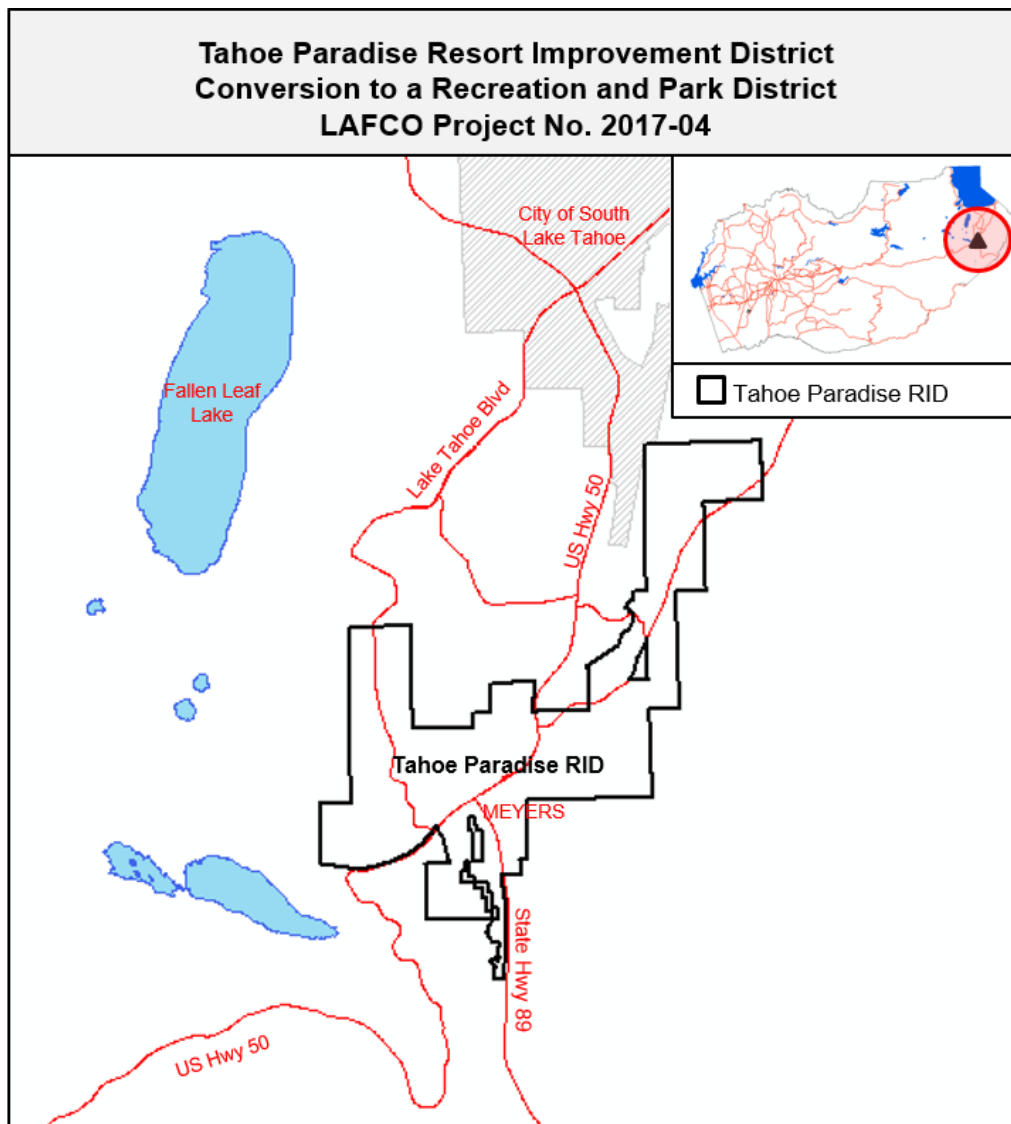 Tahoe Paradise Resort Improvement District
Conversion to a Recreation and Park District
LAFCO Project No. 2017-04
City of South
Lake Tahoe
Tahoe Paradise RID
Fallen Leaf
Lake
Lake Tahoe Blvd
US Hwy 50
Tahoe Paradise RID
MEYERS
State Hwy 89
US Hwy 50